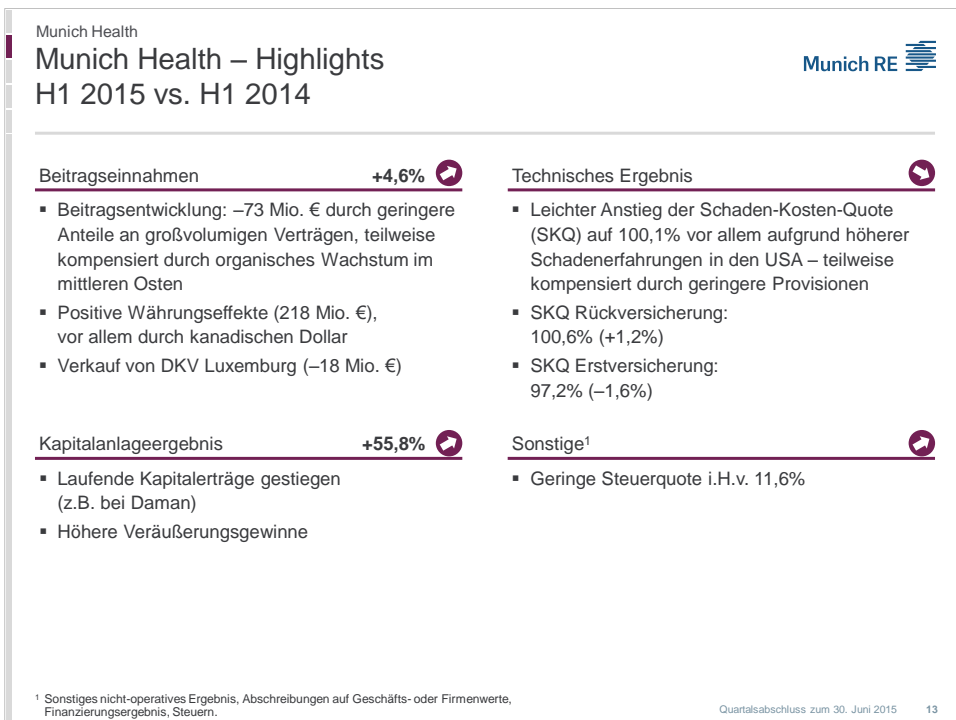 Munich Health
Munich Health – Highlights
H1 2015 vs. H1 2014
Munich RE
Beitragseinnahmen +4,6%
▪ Beitragsentwicklung: –73 Mio. € durch geringere
Anteile an großvolumigen Verträgen, teilweise
kompensiert durch organisches Wachstum im
mittleren Osten
▪ Positive Währungseffekte (218 Mio. €),
vor allem durch kanadischen Dollar
▪ Verkauf von DKV Luxemburg (–18 Mio. €)
Technisches Ergebnis
▪ Leichter Anstieg der Schaden-Kosten-Quote
(SKQ) auf 100,1% vor allem aufgrund höherer
Schadenerfahrungen in den USA – teilweise
kompensiert durch geringere Provisionen
▪ SKQ Rückversicherung:
100,6% (+1,2%)
▪ SKQ Erstversicherung:
97,2% (–1,6%)
Kapitalanlageergebnis +55,8%
▪ Laufende Kapitalerträge gestiegen
(z.B. bei Daman)
▪ Höhere Veräußerungsgewinne
Sonstige¹
▪ Geringe Steuerquote i.H.v. 11,6%
¹ Sonstiges nicht-operatives Ergebnis, Abschreibungen auf Geschäfts- oder Firmenwerte,
Finanzierungsergebnis, Steuern.
Quartalsabschluss zum 30. Juni 2015 13